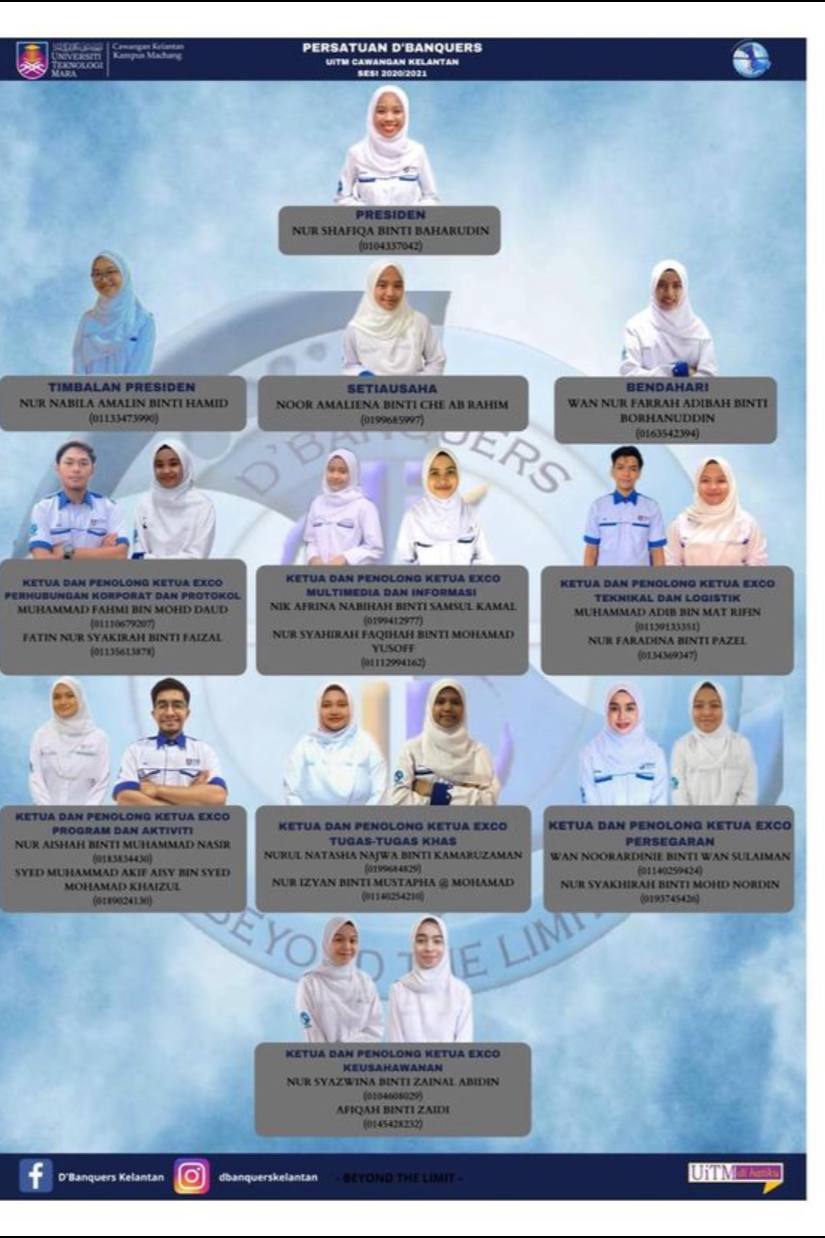 UNIVERSITI
TEKNOLOGI
MARA
Cawangan Kelantan
Kampus Machang
PERSATUAN D'BANQUERS
UiTM CAWANGAN KELANTAN
SESI 2020/2021
PRESIDEN
NUR SHAFIQA BINTI BAHARUDIN
(0104337042)
TIMBALAN PRESIDEN
NUR NABILA AMALIN BINTI HAMID
(01133473990)
SETIAUSAHA
NOOR AMALIENA BINTI CHE AB RAHIM
(0199685997)
BENDAHARI
WAN NUR FARRAH ADIBAH BINTI
BORHANUDDIN
(0163542394)
D'BANQUERS
KETUA DAN PENOLONG KETUA EXCO
PERHUBUNGAN KORPORAT DAN PROTOKOL
MUHAMMAD FAHMI BIN MOHD DAUD
(01110679207)
FATIN NUR SYAKIRAH BINTI FAIZAL
(01135613878)
KETUA DAN PENOLONG KETUA EXCO
MULTIMEDIA DAN INFORMASI
NIK AFRINA NABIHAH BINTI SAMSUL KAMAL
(0199412977)
NUR SYAHIRAH FAQIHAH BINTI MOHAMAD
YUSOFF
(01112994162)
KETUA DAN PENOLONG KETUA EXCO
TEKNIKAL DAN LOGISTIK
MUHAMMAD ADIB BIN MAT RIFIN
(01139133351)
NUR FARADINA BINTI PAZEL
(0134369347)
KETUA DAN PENOLONG KETUA EXCO
PROGRAM DAN AKTIVITI
NUR AISHAH BINTI MUHAMMAD NASIR
(0183834430)
SYED MUHAMMAD AKIF AISY BIN SYED
MOHAMAD KHAIZUL
(0189024130)
KETUA DAN PENOLONG KETUA EXCO
TUGAS-TUGAS KHAS
NURUL NATASHA NAJWA BINTI KAMARUZAMAN
(0199684829)
NUR IZYAN BINTI MUSTAPHA @ MOHAMAD
(01140254210)
KETUA DAN PENOLONG KETUA EXCO
PERSEGARAN
WAN NOORARDINIE BINTI WAN SULAIMAN
(01140259424)
NUR SYAKHIRAH BINTI MOHD NORDIN
(0193745426)
BEYOND THE LIMIT
KETUA DAN PENOLONG KETUA EXCO
KEUSAHAWANAN
NUR SYAZWINA BINTI ZAINAL ABIDIN
(0104608029)
AFIQAH BINTI ZAIDI
(0145428232)
D'Banquers Kelantan
dbanquerskelantan
- BEYOND THE LIMIT -
UiTM di hatiku